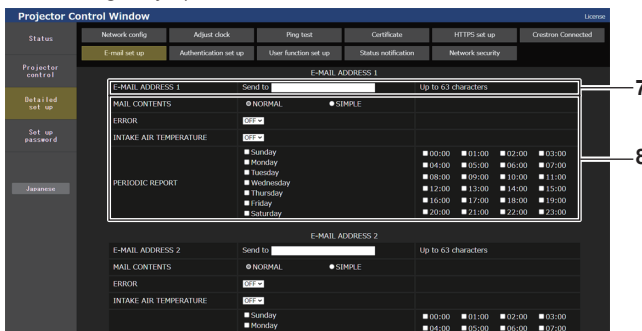 Projector Control Window License
Status Network config Adjust clock Ping test Certificate HTTPS set up Crestron Connected
E-mail set up Authentication set up User function set up Status notification Network security
Projector
control
E-MAIL ADDRESS 1
E-MAIL ADDRESS 1 Send to Up to 63 characters 7
Detailed
set up
MAIL CONTENTS NORMAL SIMPLE
ERROR OFF
Set up
password
INTAKE AIR TEMPERATURE OFF
8
PERIODIC REPORT
Sunday 00:00 01:00 02:00 03:00
Monday 04:00 05:00 06:00 07:00
Tuesday 08:00 09:00 10:00 11:00
Wednesday 12:00 13:00 14:00 15:00
Thursday 16:00 17:00 18:00 19:00
Friday 20:00 21:00 22:00 23:00
Saturday
Japanese
E-MAIL ADDRESS 2
E-MAIL ADDRESS 2 Send to Up to 63 characters
MAIL CONTENTS NORMAL SIMPLE
ERROR OFF
INTAKE AIR TEMPERATURE OFF
Sunday 00:00 01:00 02:00 03:00
Monday 04:00 05:00 06:00 07:00